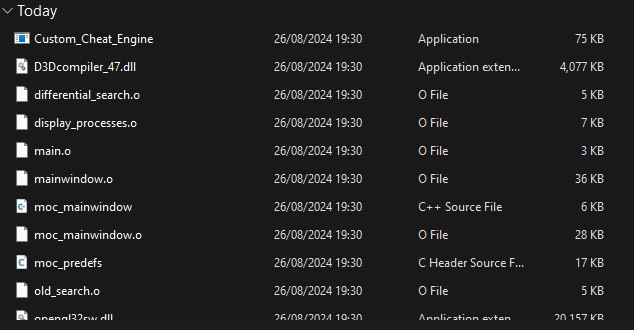 Today
Custom_Cheat_Engine 26/08/2024 19:30 Application 75 KB
D3Dcompiler_47.dll 26/08/2024 19:30 Application exten... 4,077 KB
differential_search.o 26/08/2024 19:30 O File 5 KB
display_processes.o 26/08/2024 19:30 O File 7 KB
main.o 26/08/2024 19:30 O File 3 KB
mainwindow.o 26/08/2024 19:30 O File 36 KB
moc_mainwindow 26/08/2024 19:30 C++ Source File 6 KB
moc_mainwindow.o 26/08/2024 19:30 O File 28 KB
moc_predefs 26/08/2024 19:30 C Header Source F... 17 KB
old_search.o 26/08/2024 19:30 O File 5 KB
opengl32sw.dll 26/08/2024 19:30 Application exten... 20,157 KB